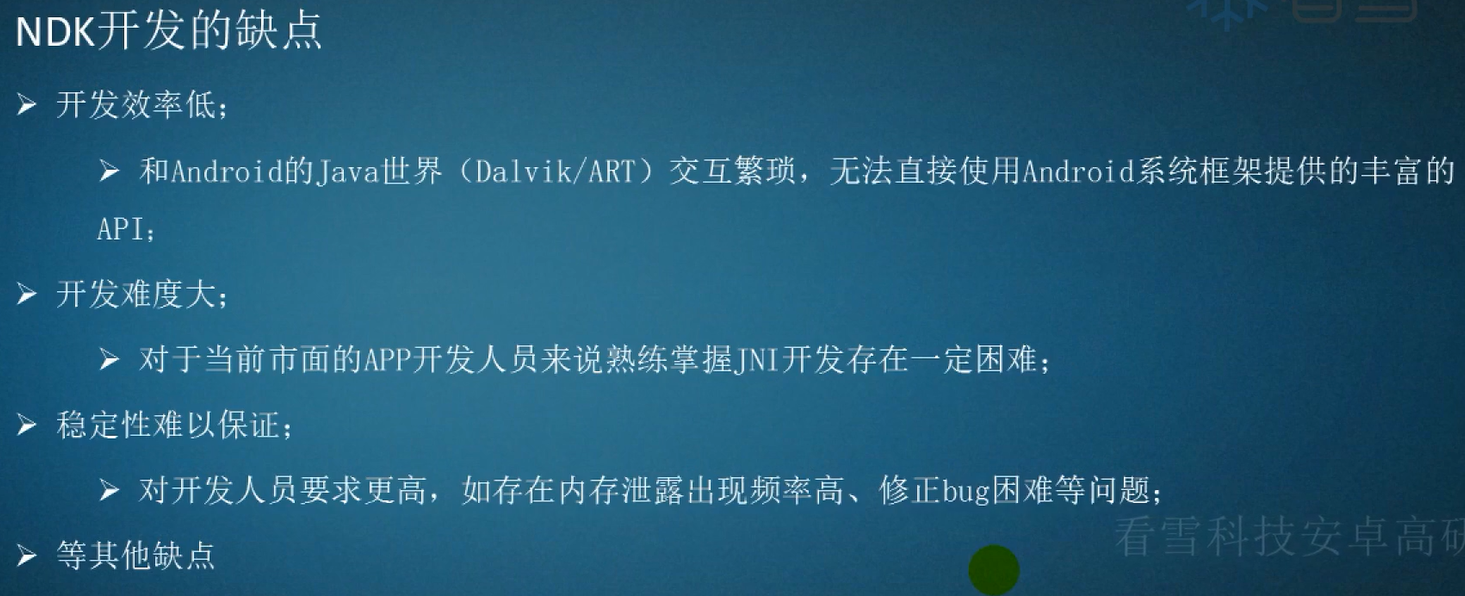 NDK开发的缺点
➢ 开发效率低；
➢ 和Android的Java世界（Dalvik/ART）交互繁琐，无法直接使用Android系统框架提供的丰富的
API；
➢ 开发难度大；
➢ 对于当前市面的APP开发人员来说熟练掌握JNI开发存在一定困难；
➢ 稳定性难以保证；
➢ 对开发人员要求更高，如存在内存泄露出现频率高、修正bug困难等问题；
看雪科技安卓高研
➢ 等其他缺点